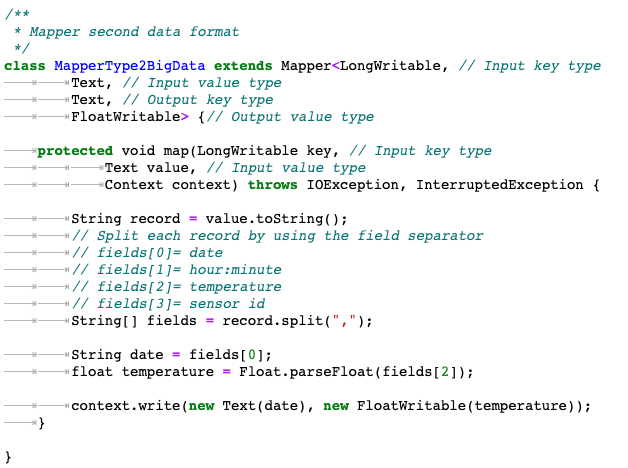 /**
 * Mapper second data format
 */
class MapperType2BigData extends Mapper<LongWritable, // Input key type
		Text, // Input value type
		Text, // Output key type
		FloatWritable> {// Output value type

	protected void map(LongWritable key, // Input key type
			Text value, // Input value type
			Context context) throws IOException, InterruptedException {

		String record = value.toString();
		// Split each record by using the field separator
		// fields[0]= date
		// fields[1]= hour:minute
		// fields[2]= temperature
		// fields[3]= sensor id
		String[] fields = record.split(",");

		String date = fields[0];
		float temperature = Float.parseFloat(fields[2]);

		context.write(new Text(date), new FloatWritable(temperature));
	}

}